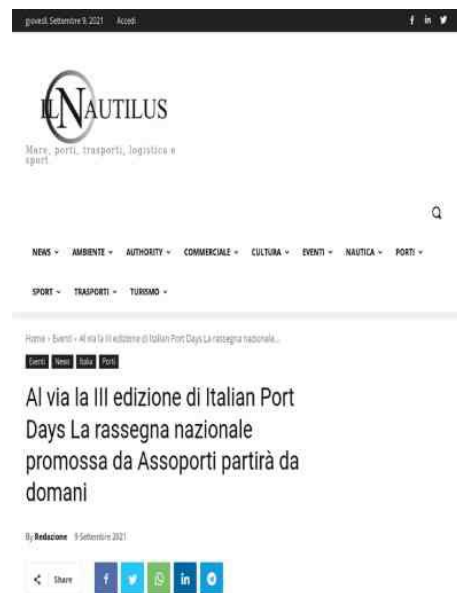 giovedì, Settembre 9, 2021 Accedi
IL NAUTILUS
Mare, porti, trasporti, logistica e
sport
NEWS AMBIENTE AUTHORITY COMMERCIALE CULTURA EVENTI NAUTICA PORTI
SPORT TRASPORTI TURISMO
Home › Eventi › Al via la III edizione di Italian Port Days La rassegna nazionale...
Eventi News Italia Porti
Al via la III edizione di Italian Port
Days La rassegna nazionale
promossa da Assoporti partirà da
domani
By Redazione 9 Settembre 2021
Share